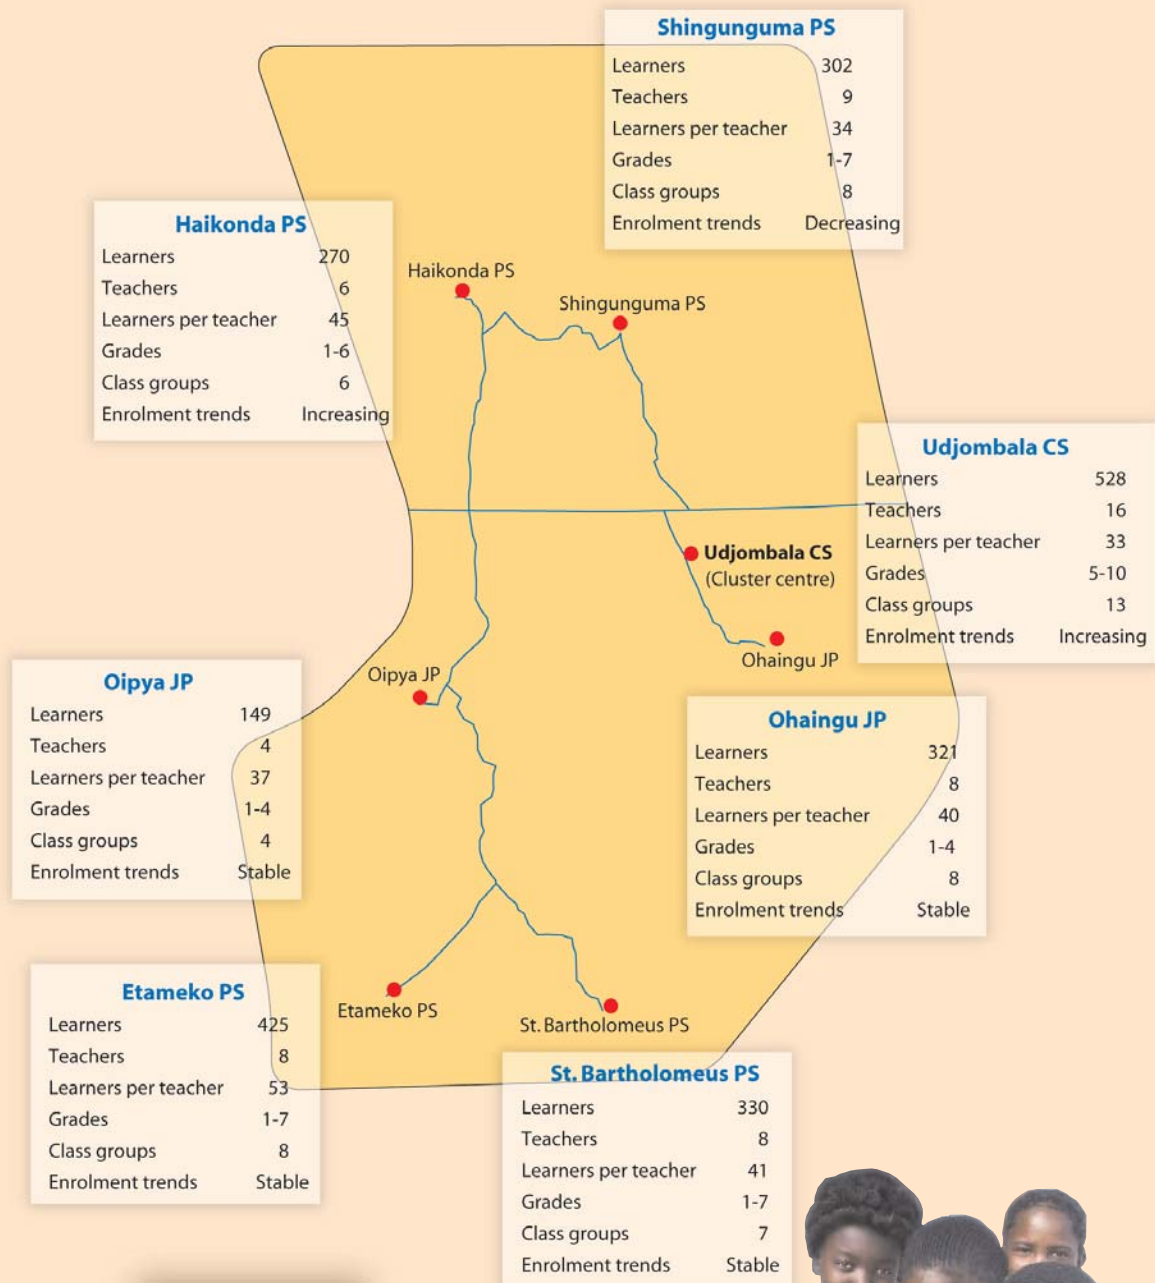 Shingunguma PS
Learners 302
Teachers 9
Learners per teacher 34
Grades 1-7
Class groups 8
Enrolment trends Decreasing
Haikonda PS
Learners 270
Teachers 6
Learners per teacher 45
Grades 1-6
Class groups 6
Enrolment trends Increasing
Haikonda PS
Shingunguma PS
Udjombala CS
Learners 528
Teachers 16
Learners per teacher 33
Grades 5-10
Class groups 13
Enrolment trends Increasing
Udjombala CS
(Cluster centre)
Ohaingu JP
Oipya JP
Oipya JP
Learners 149
Teachers 4
Learners per teacher 37
Grades 1-4
Class groups 4
Enrolment trends Stable
Ohaingu JP
Learners 321
Teachers 8
Learners per teacher 40
Grades 1-4
Class groups 8
Enrolment trends Stable
Etameko PS
Learners 425
Teachers 8
Learners per teacher 53
Grades 1-7
Class groups 8
Enrolment trends Stable
Etameko PS
St. Bartholomeus PS
St. Bartholomeus PS
Learners 330
Teachers 8
Learners per teacher 41
Grades 1-7
Class groups 7
Enrolment trends Stable